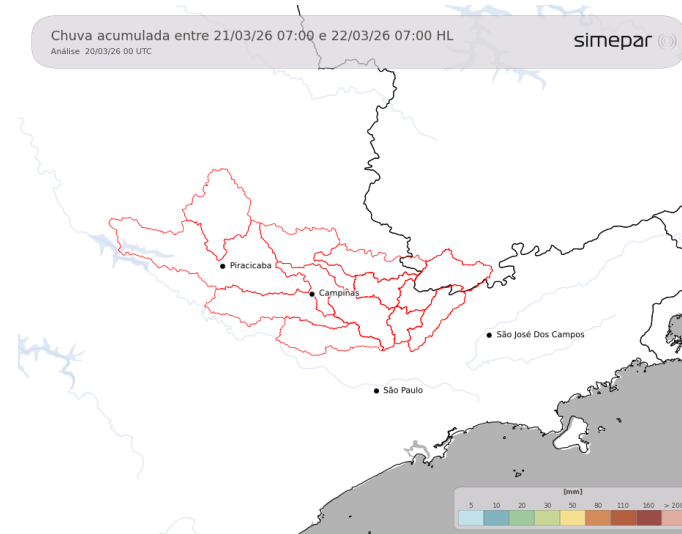 Chuva acumulada entre 21/03/26 07:00 e 22/03/26 07:00 HL
Análise 20/03/26 00 UTC
simepar
Piracicaba
Campinas
São José Dos Campos
São Paulo
[mm]
5 10 20 30 50 80 110 160 > 200